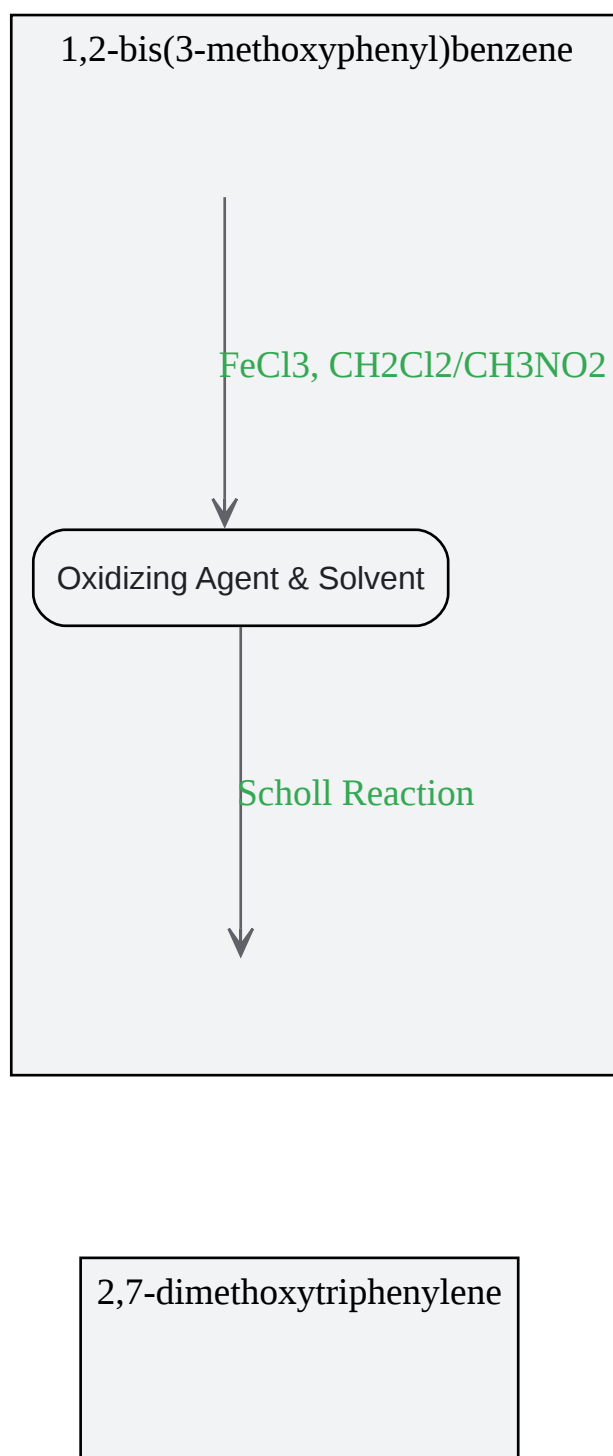 1,2-bis(3-methoxyphenyl)benzene
FeCl3, CH2Cl2/CH3NO2
Oxidizing Agent & Solvent
Scholl Reaction
2,7-dimethoxytriphenylene